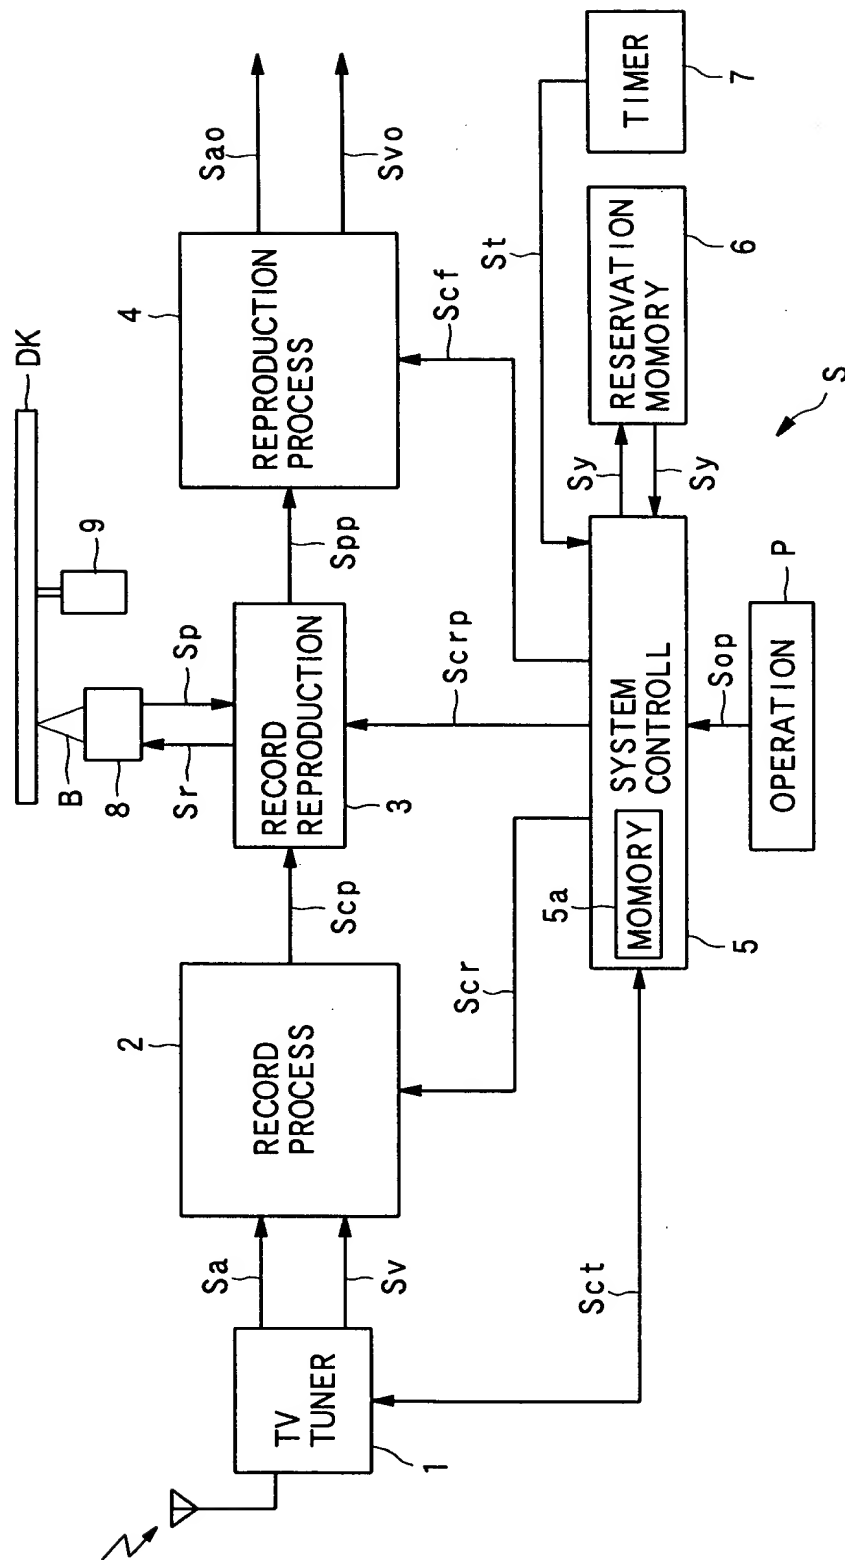 DK
9
B
8
Sr
Sp
4
REPRODUCTION
PROCESS
Sao
Svo
Spp
RECORD
REPRODUCTION
3
Scp
2
RECORD
PROCESS
Sa
Sv
TV
TUNER
1
Sct
Scr
Scrp
Scf
St
TIMER
7
RESERVATION
MOMORY
6
Sy
Sy
SYSTEM
CONTROLL
5a
MOMORY
5
Sop
OPERATION
P
S